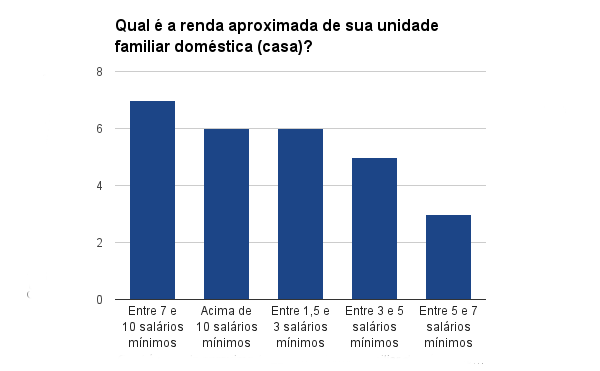 Qual é a renda aproximada de sua unidade
familiar doméstica (casa)?
8
6
4
2
0
Entre 7 e
10 salários
mínimos
Acima de
10 salários
mínimos
Entre 1,5 e
3 salários
mínimos
Entre 3 e 5
salários
mínimos
Entre 5 e 7
salários
mínimos